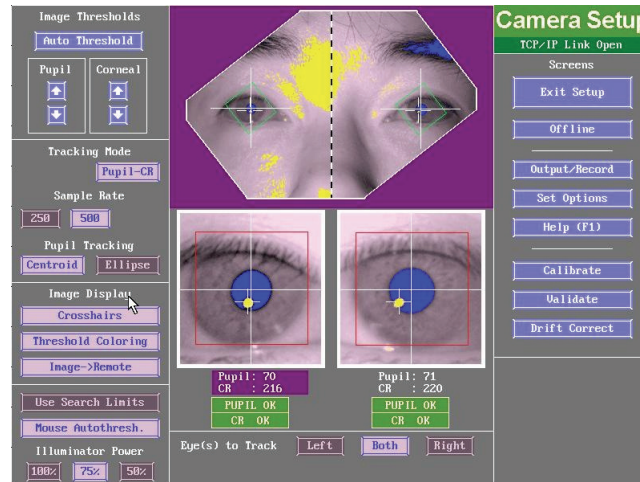 Image Thresholds
Auto Threshold
Pupil Corneal
Tracking Mode
Pupil-CR
Sample Rate
250 500
Pupil Tracking
Centroid Ellipse
Image Display
Crosshairs
Threshold Coloring
Image->Remote
Use Search Limits
Mouse Autothresh.
Illuminator Power
100% 75% 50%
Pupil: 70
CR : 216
PUPIL OK
CR OK
Pupil: 71
CR : 220
PUPIL OK
CR OK
Eye(s) to Track Left Both Right
Camera Setup
TCP/IP Link Open
Screens
Exit Setup
Offline
Output/Record
Set Options
Help (F1)
Calibrate
Validate
Drift Correct